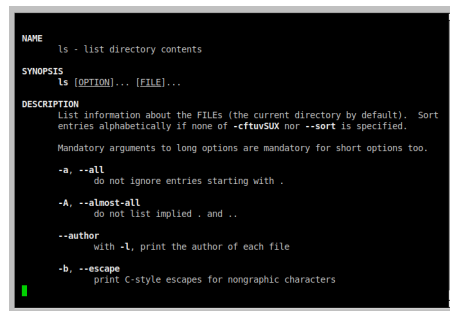 NAME
ls - list directory contents
SYNOPSIS
ls [OPTION]... [FILE]...
DESCRIPTION
List information about the FILEs (the current directory by default).  Sort
entries alphabetically if none of -cftuvSUX nor --sort is specified.
Mandatory arguments to long options are mandatory for short options too.
-a, --all
do not ignore entries starting with .
-A, --almost-all
do not list implied . and ..
--author
with -l, print the author of each file
-b, --escape
print C-style escapes for nongraphic characters